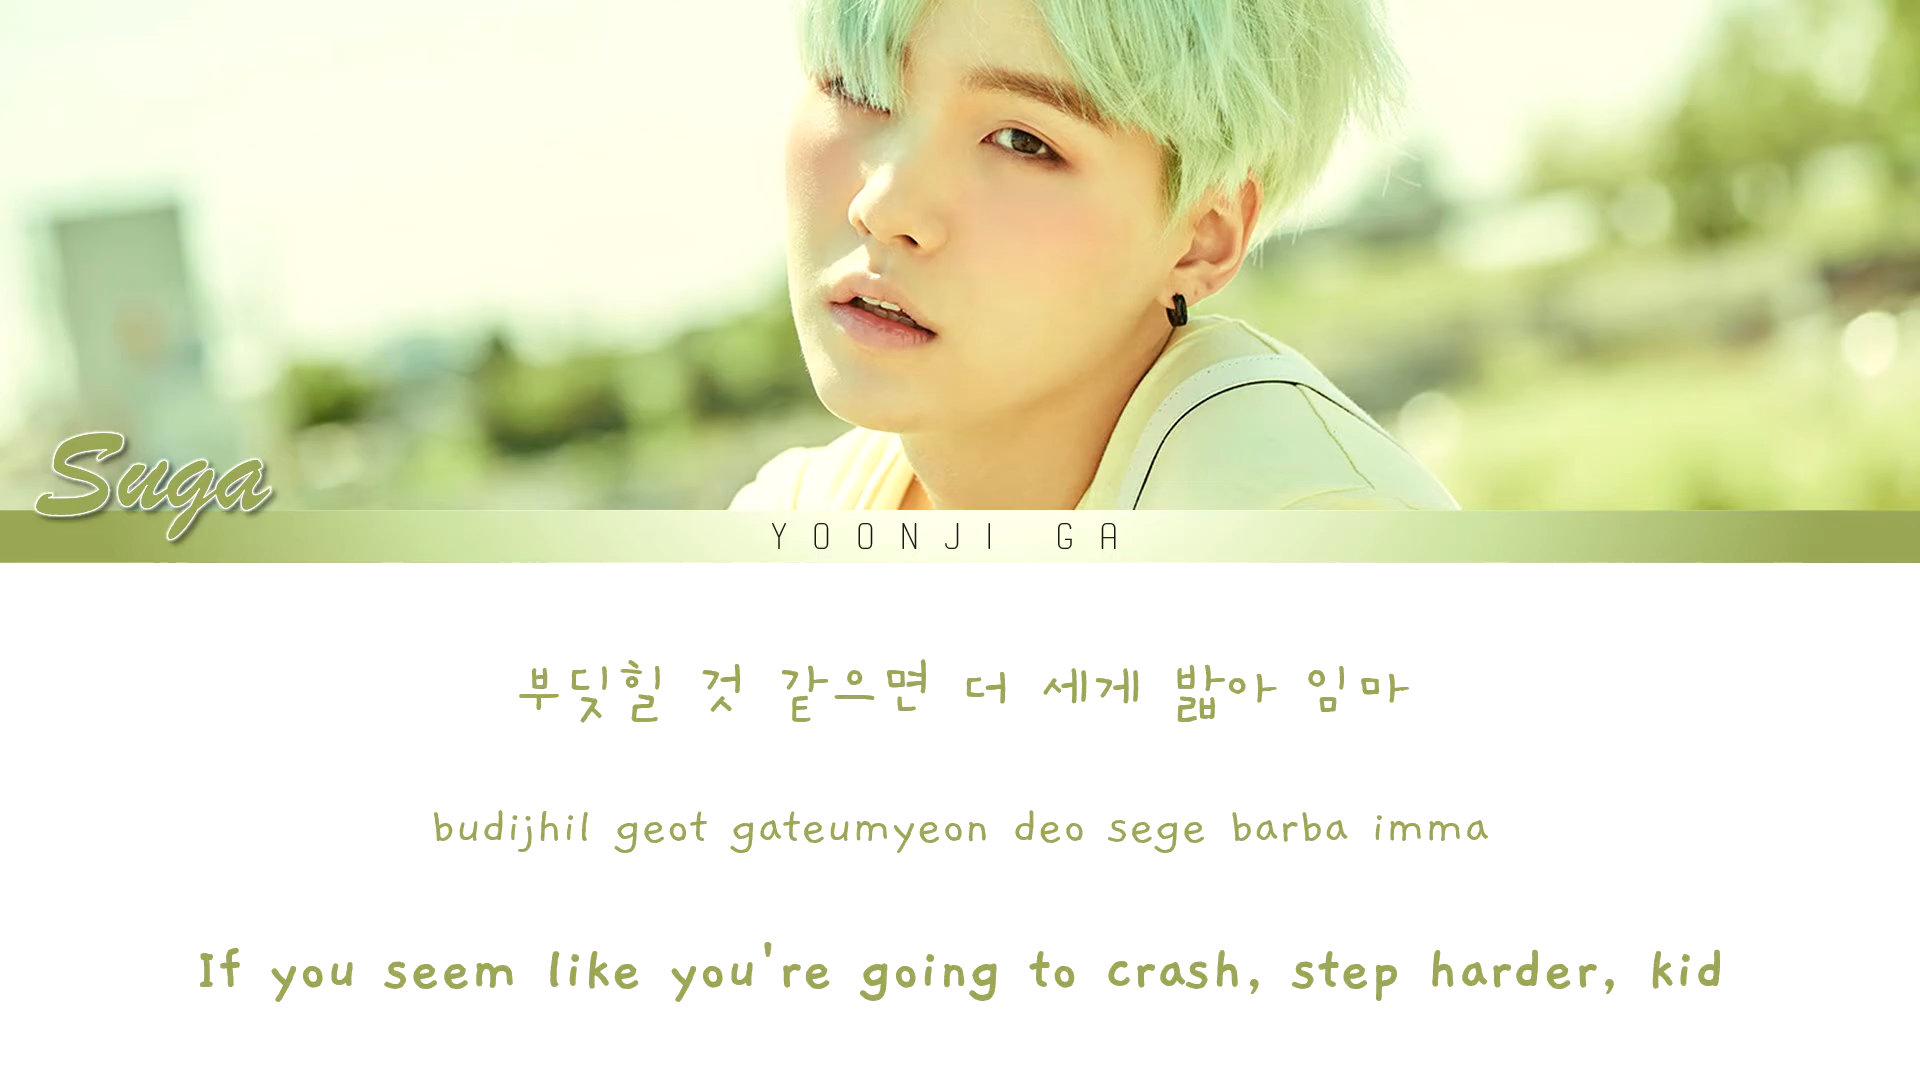 Suga
YOONJI GA
부딪힐 것 같으면 더 세게 밟아 임마
budijhil geot gateumyeon deo sege barba imma
If you seem like you're going to crash, step harder, kid